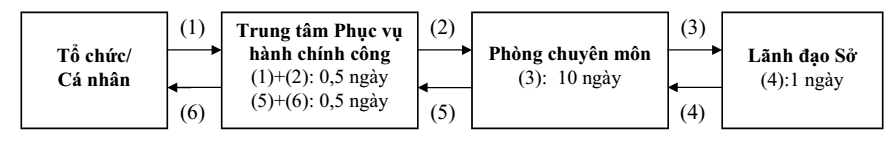 Tổ chức/
Cá nhân
(1)
(6)
Trung tâm Phục vụ
hành chính công
(1)+(2): 0,5 ngày
(5)+(6): 0,5 ngày
(2)
(5)
Phòng chuyên môn
(3): 10 ngày
(3)
(4)
Lãnh đạo Sở
(4):1 ngày